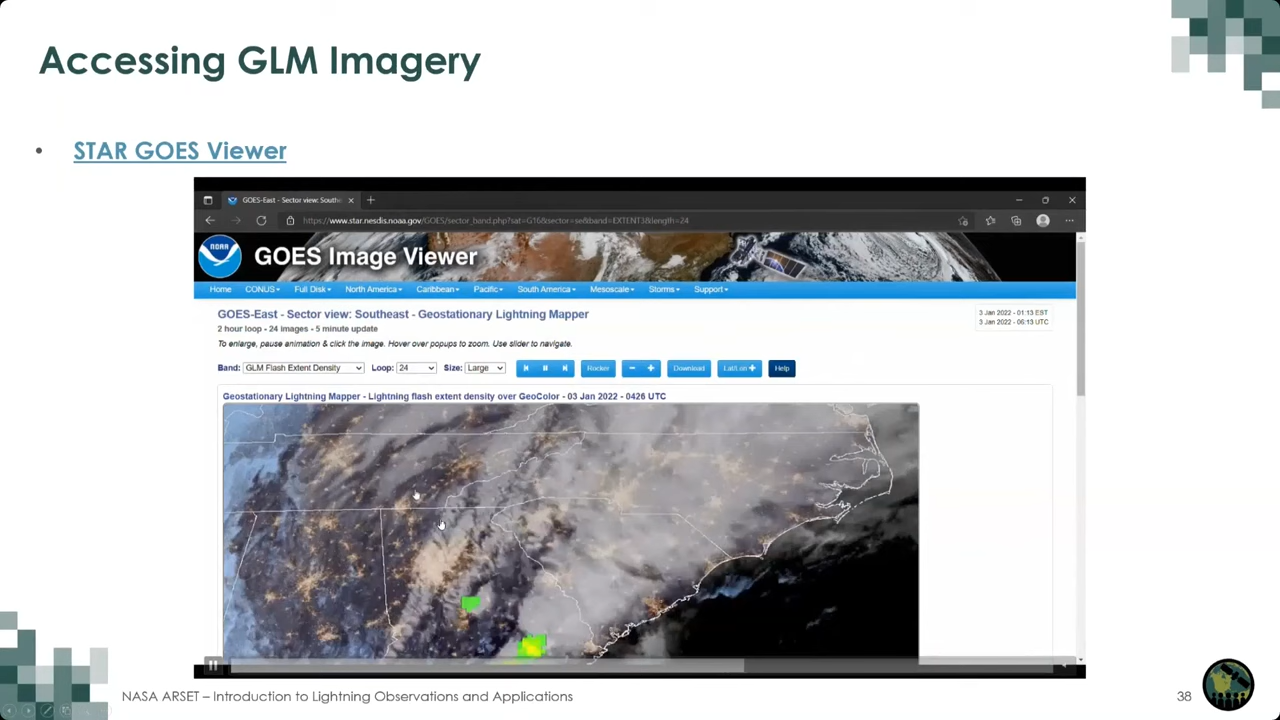 Accessing GLM Imagery
• STAR GOES Viewer
GOES-East - Sector view: South
https://www.star.nesdis.noaa.gov/GOES/sector_band.php?sat=G16&sector=se&band=EXTENT3&length=24
NOAA
GOES Image Viewer
Home CONUS Full Disk North America Caribbean Pacific South America Mesoscale Storms Support
GOES-East - Sector view: Southeast - Geostationary Lightning Mapper
3 Jan 2022 - 01:13 EST
3 Jan 2022 - 06:13 UTC
2 hour loop - 24 images - 5 minute update
To enlarge, pause animation & click the image. Hover over popups to zoom. Use slider to navigate.
Band: GLM Flash Extent Density Loop: 24 Size: Large Rocker − + Download Lat/Lon + Help
Geostationary Lightning Mapper - Lightning flash extent density over GeoColor - 03 Jan 2022 - 0426 UTC
NASA ARSET – Introduction to Lightning Observations and Applications
38